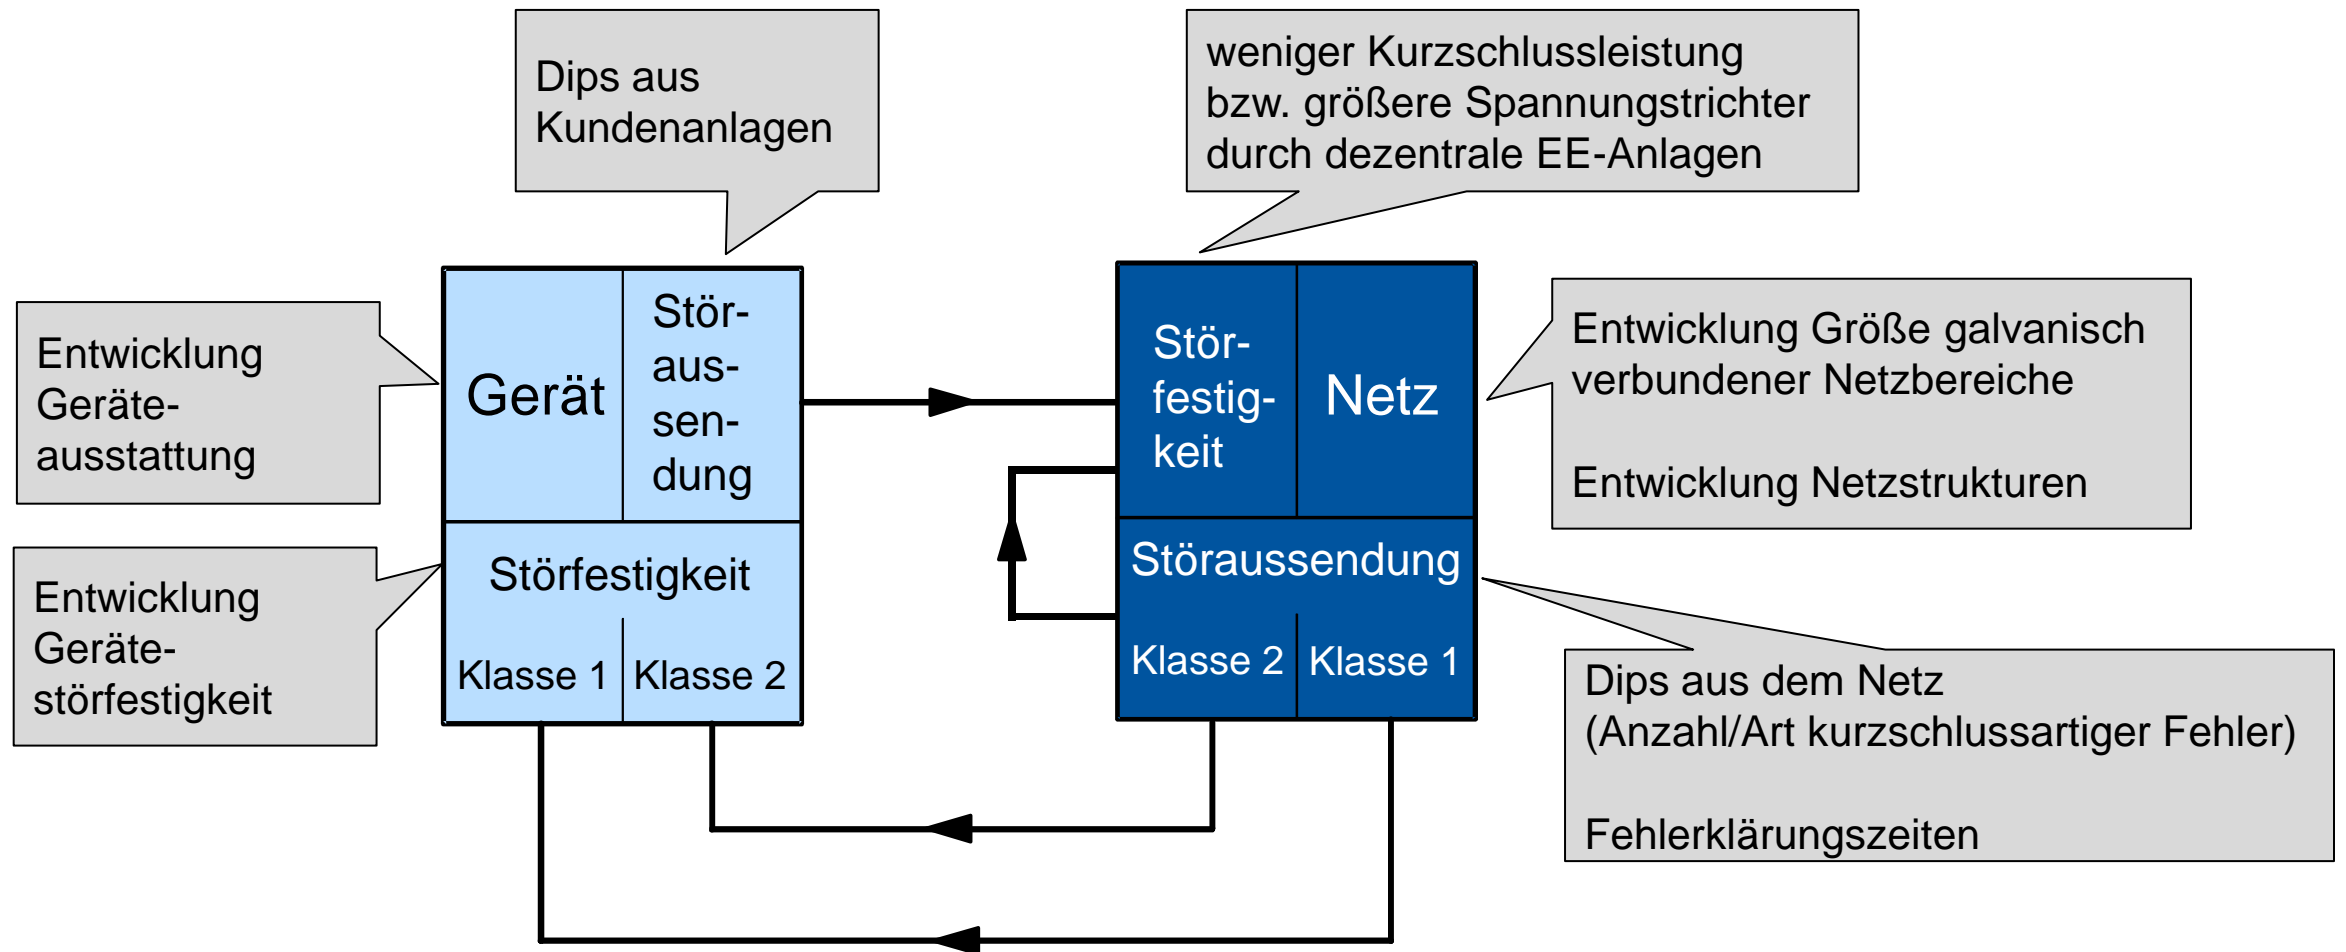 Dips aus
Kundenanlagen
weniger Kurzschlussleistung
bzw. größere Spannungstrichter
durch dezentrale EE-Anlagen
Entwicklung
Geräte-
ausstattung
Entwicklung
Geräte-
störfestigkeit
Gerät
Stör-
aus-
sen-
dung
Störfestigkeit
Klasse 1
Klasse 2
Stör-
festig-
keit
Netz
Störaussendung
Klasse 2
Klasse 1
Entwicklung Größe galvanisch
verbundener Netzbereiche
Entwicklung Netzstrukturen
Dips aus dem Netz
(Anzahl/Art kurzschlussartiger Fehler)
Fehlerklärungszeiten